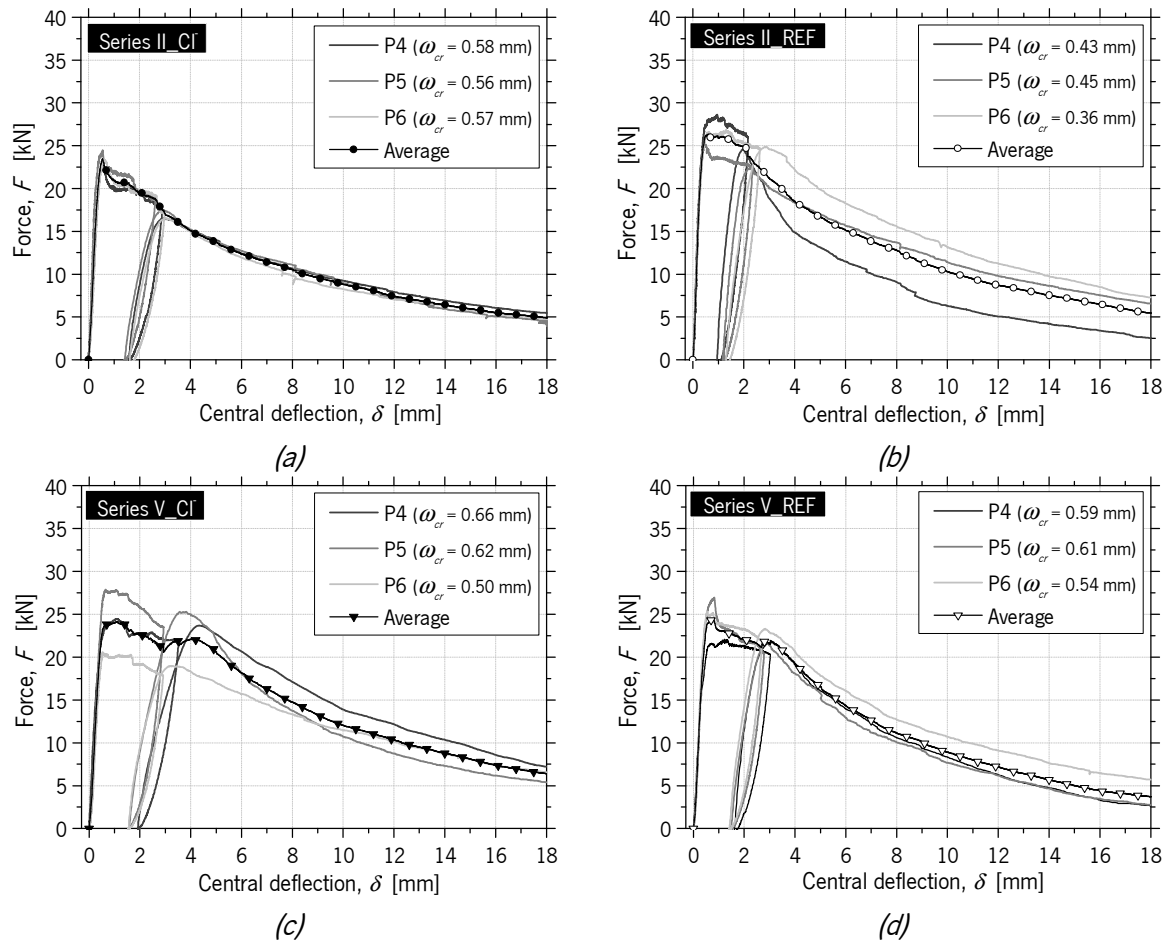 Series II_Cl⁻
P4 (ω_cr = 0.58 mm)
P5 (ω_cr = 0.56 mm)
P6 (ω_cr = 0.57 mm)
Average
Force, F [kN]
40
35
30
25
20
15
10
5
0
0 2 4 6 8 10 12 14 16 18
Central deflection, δ [mm]
(a)
Series II_REF
P4 (ω_cr = 0.43 mm)
P5 (ω_cr = 0.45 mm)
P6 (ω_cr = 0.36 mm)
Average
Force, F [kN]
40
35
30
25
20
15
10
5
0
0 2 4 6 8 10 12 14 16 18
Central deflection, δ [mm]
(b)
Series V_Cl⁻
P4 (ω_cr = 0.66 mm)
P5 (ω_cr = 0.62 mm)
P6 (ω_cr = 0.50 mm)
Average
Force, F [kN]
40
35
30
25
20
15
10
5
0
0 2 4 6 8 10 12 14 16 18
Central deflection, δ [mm]
(c)
Series V_REF
P4 (ω_cr = 0.59 mm)
P5 (ω_cr = 0.61 mm)
P6 (ω_cr = 0.54 mm)
Average
Force, F [kN]
40
35
30
25
20
15
10
5
0
0 2 4 6 8 10 12 14 16 18
Central deflection, δ [mm]
(d)